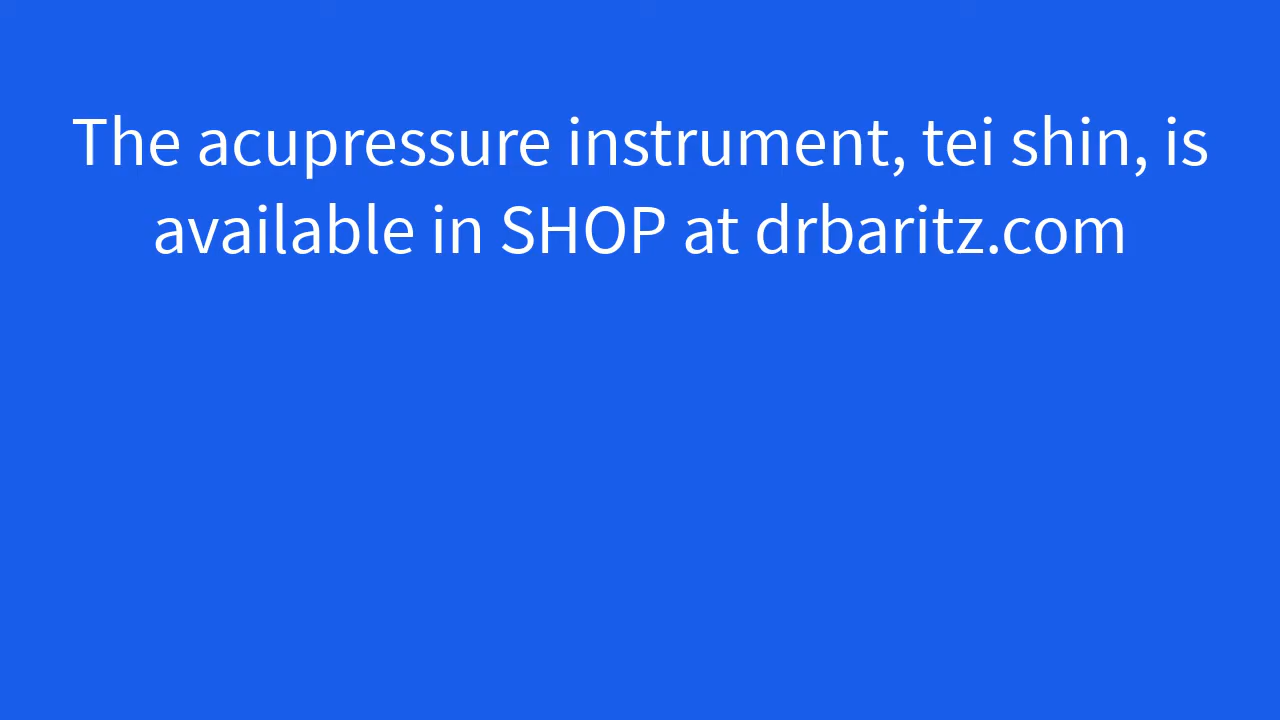 The acupressure instrument, tei shin, is
available in SHOP at drbaritz.com